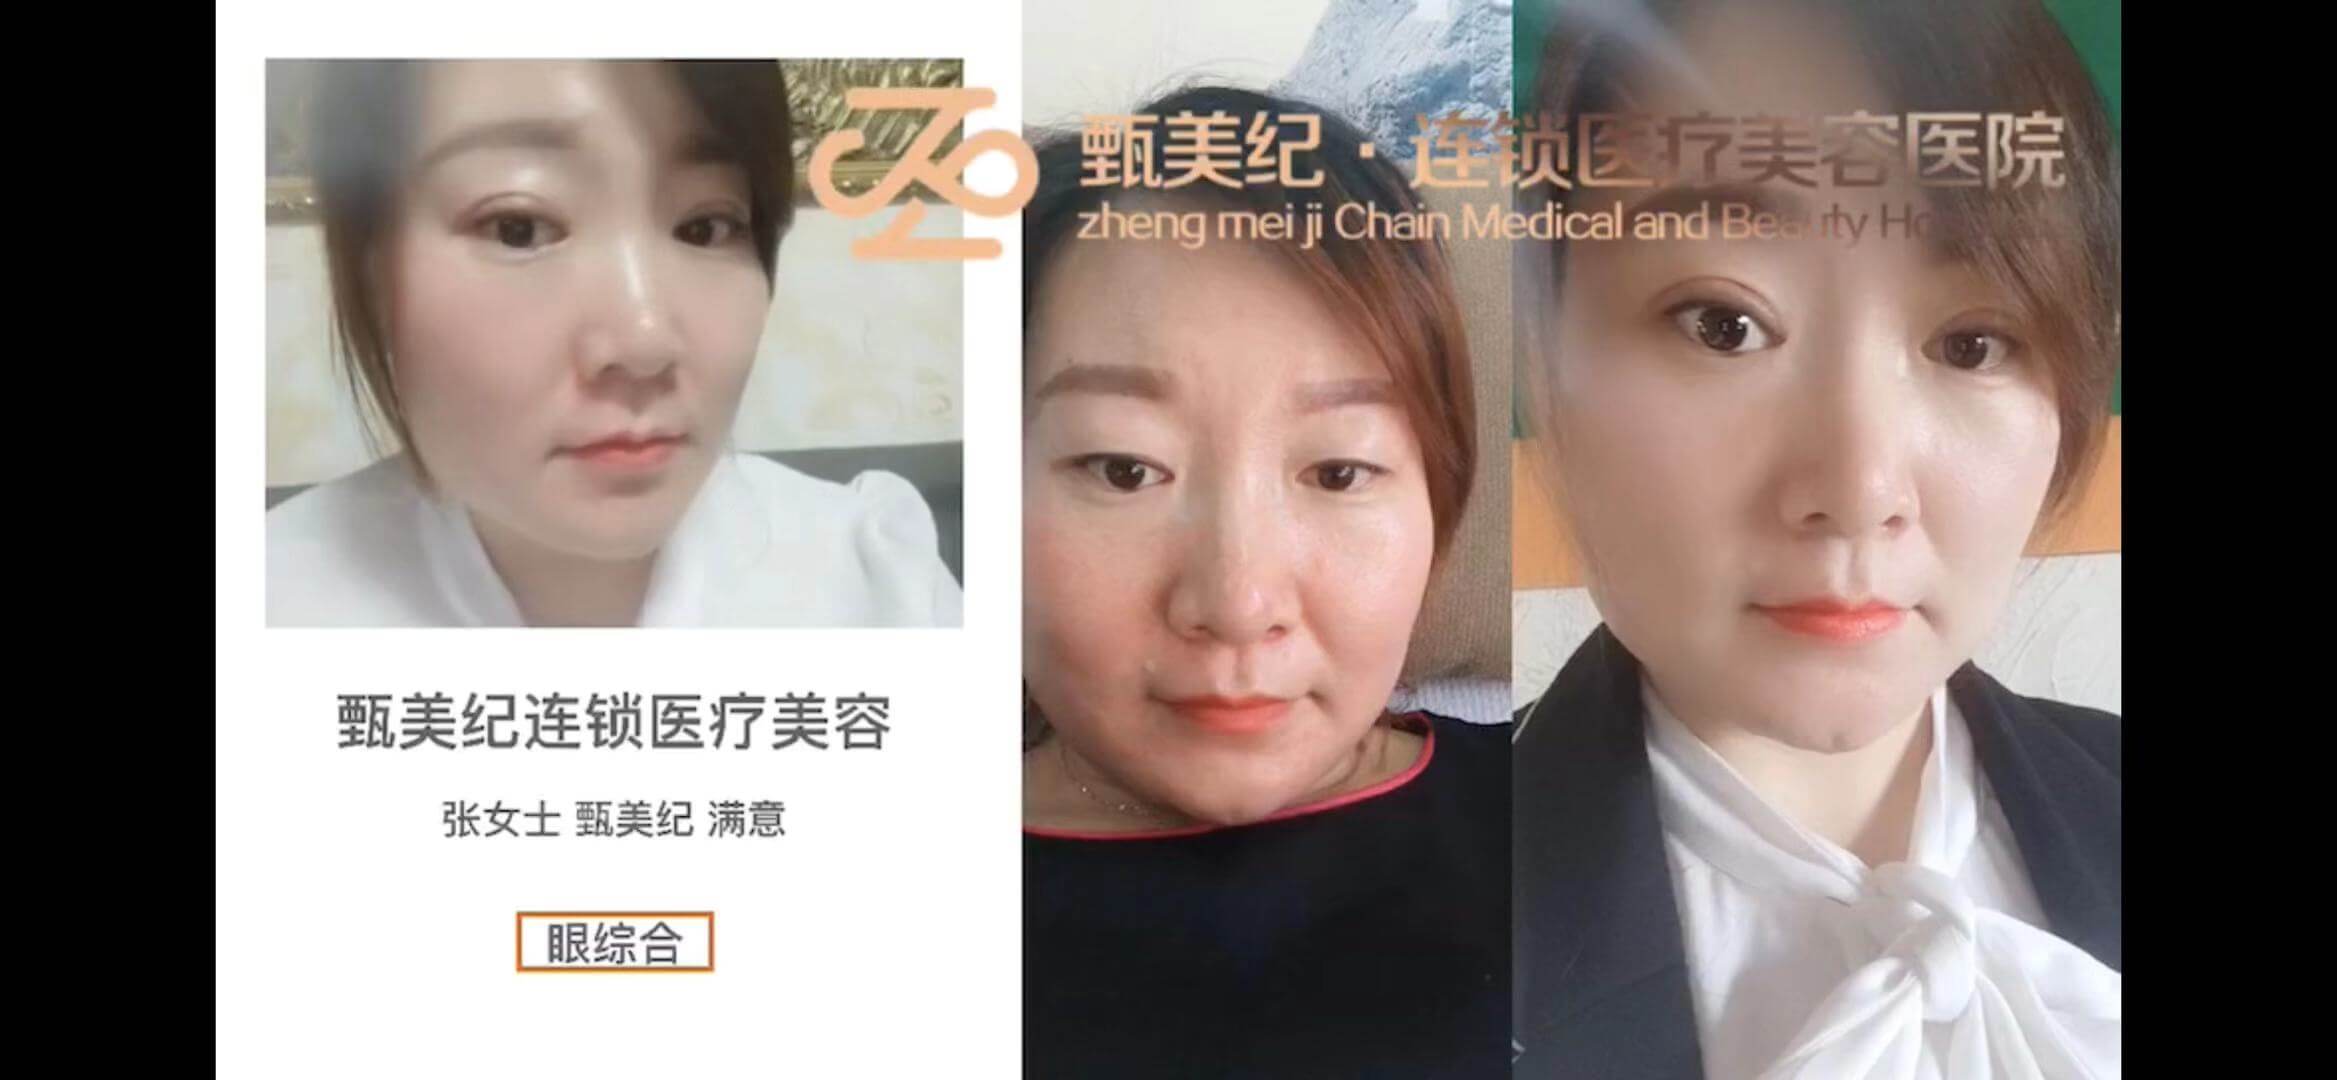 甄美纪·连锁医疗美容医院
zheng mei ji Chain Medical and Beauty
甄美纪连锁医疗美容
张女士 甄美纪 满意
眼综合